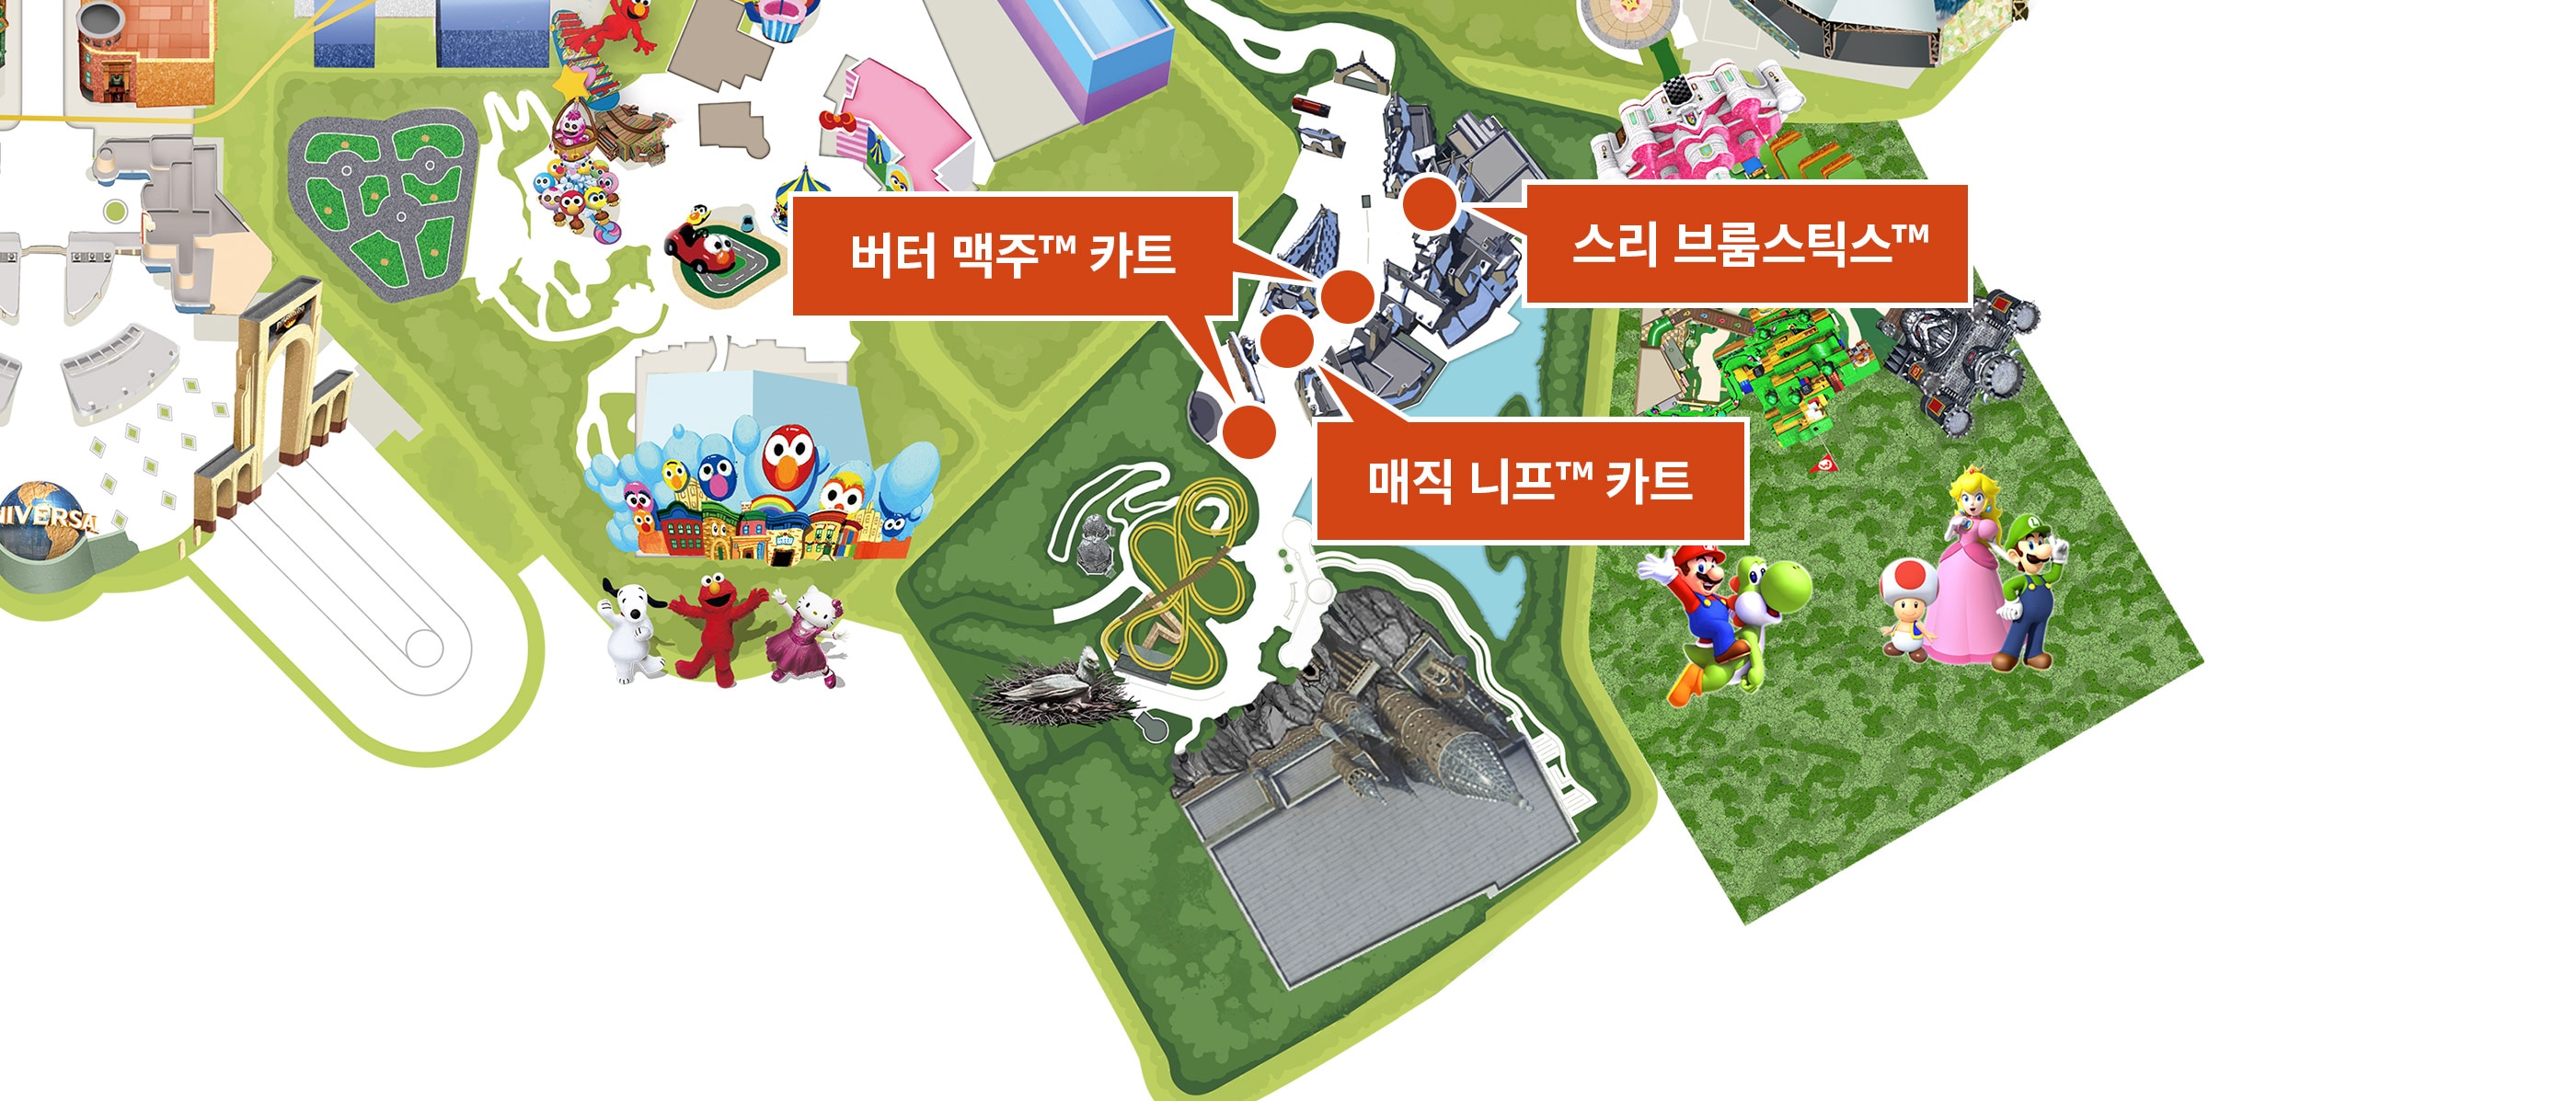 버터 맥주™ 카트
스리 브룸스틱스™
매직 니프™ 카트